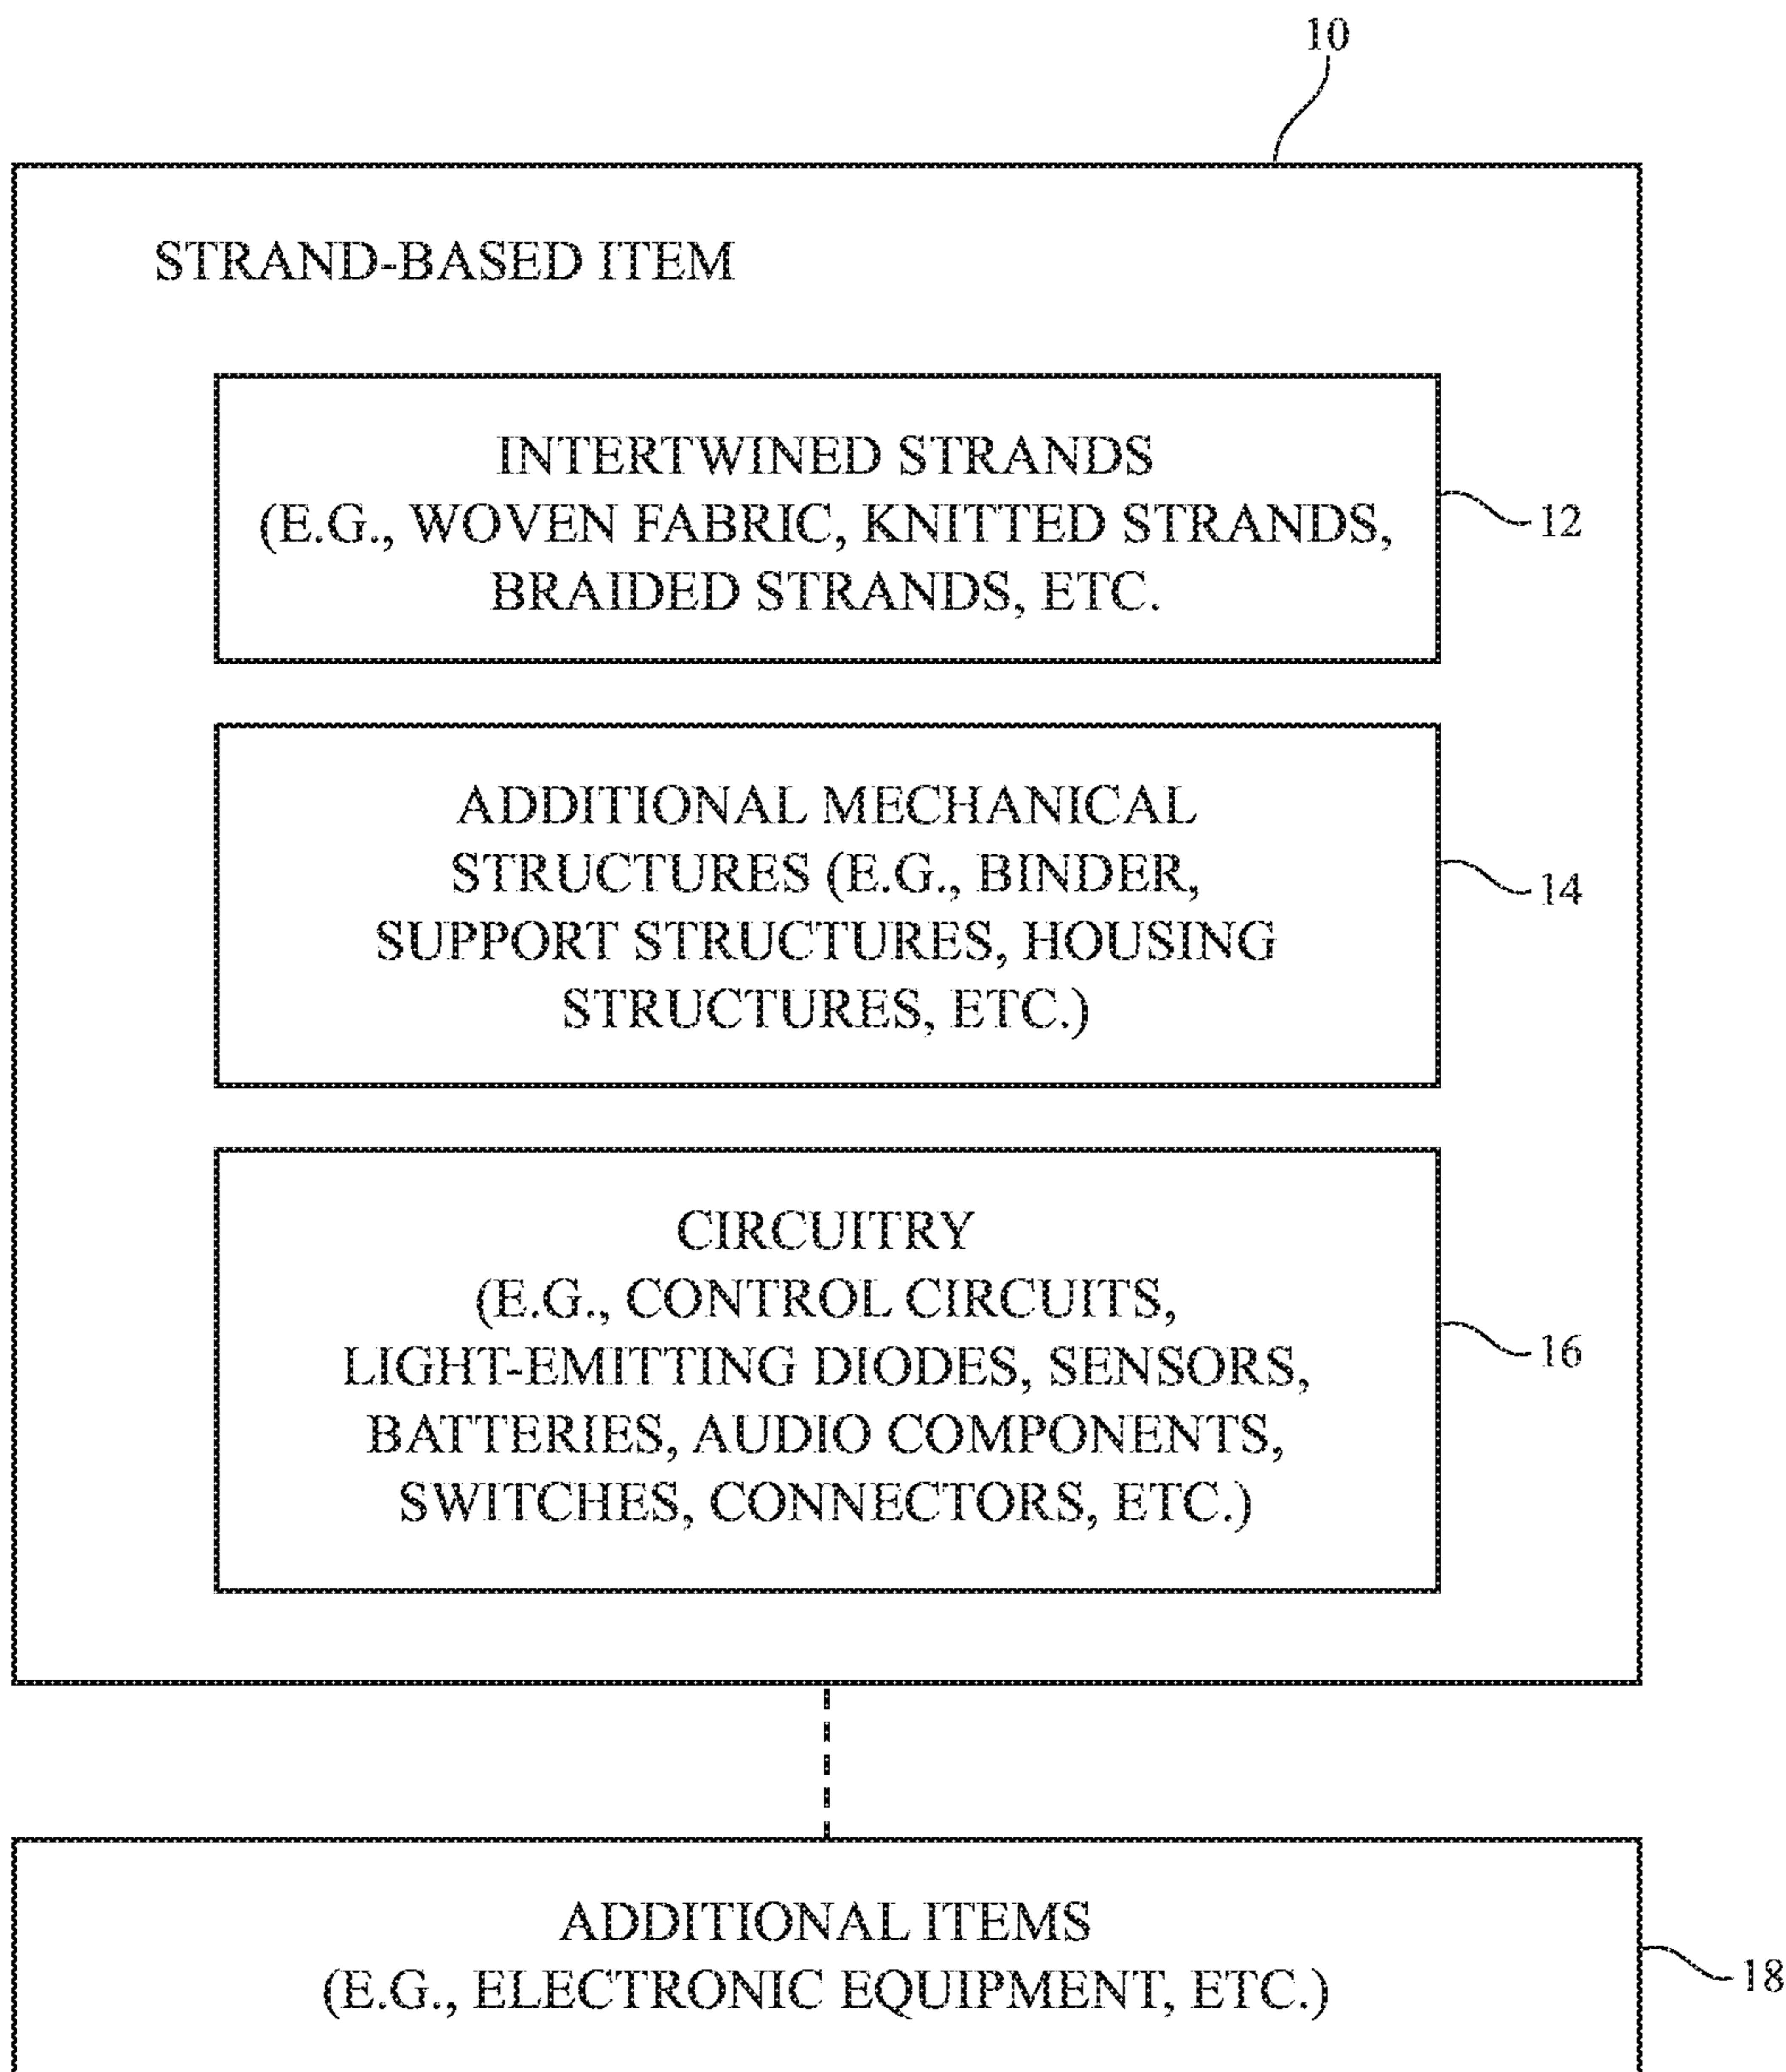 10
STRAND-BASED ITEM
INTERTWINED STRANDS
(E.G., WOVEN FABRIC, KNITTED STRANDS,
BRAIDED STRANDS, ETC.
12
ADDITIONAL MECHANICAL
STRUCTURES (E.G., BINDER,
SUPPORT STRUCTURES, HOUSING
STRUCTURES, ETC.)
14
CIRCUITRY
(E.G., CONTROL CIRCUITS,
LIGHT-EMITTING DIODES, SENSORS,
BATTERIES, AUDIO COMPONENTS,
SWITCHES, CONNECTORS, ETC.)
16
ADDITIONAL ITEMS
(E.G., ELECTRONIC EQUIPMENT, ETC.)
18